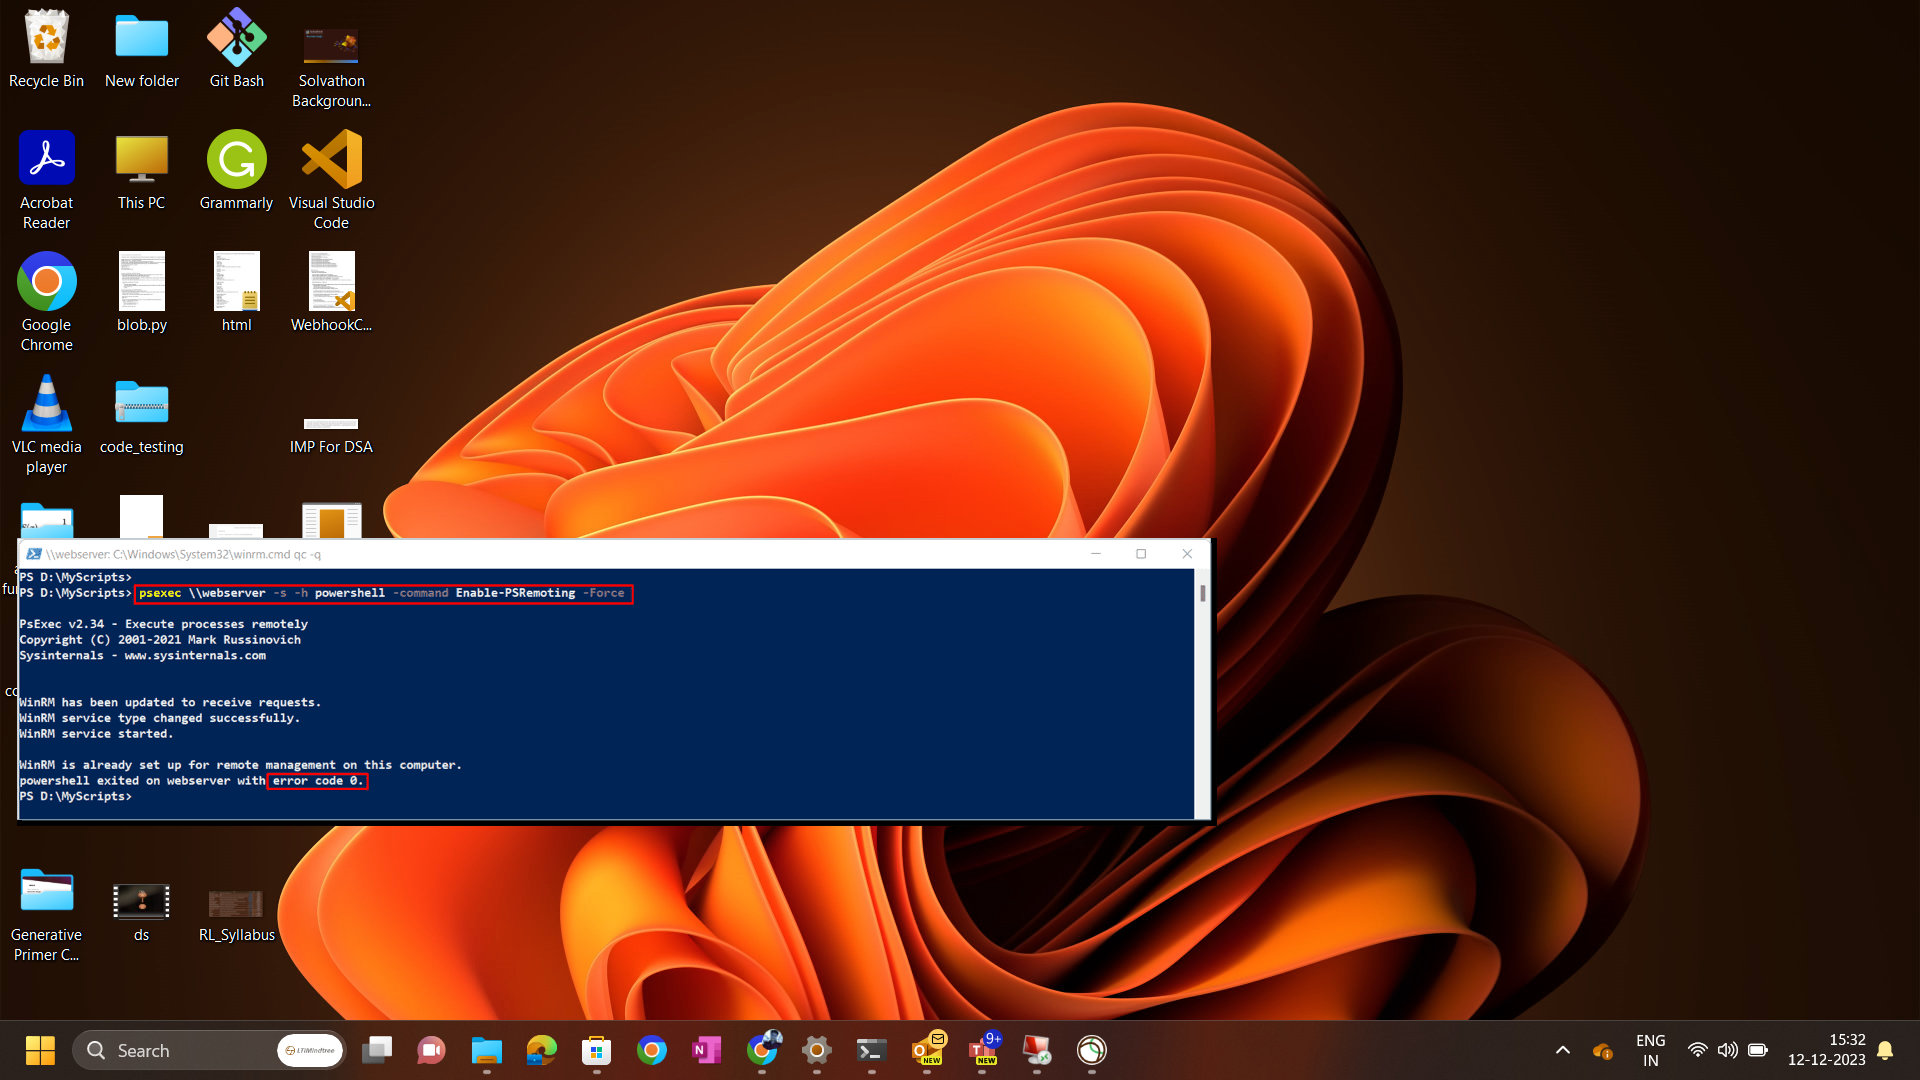 Recycle Bin
New folder
Git Bash
Solvathon
Backgroun...
Acrobat
Reader
This PC
Grammarly
Visual Studio
Code
Google
Chrome
blob.py
html
WebhookC...
VLC media
player
code_testing
IMP For DSA
\\webserver: C:\Windows\System32\winrm.cmd qc -q
PS D:\MyScripts>
PS D:\MyScripts> psexec \\webserver -s -h powershell -command Enable-PSRemoting -Force
PsExec v2.34 - Execute processes remotely
Copyright (C) 2001-2021 Mark Russinovich
Sysinternals - www.sysinternals.com
WinRM has been updated to receive requests.
WinRM service type changed successfully.
WinRM service started.
WinRM is already set up for remote management on this computer.
powershell exited on webserver with error code 0.
PS D:\MyScripts>
Generative
Primer C...
ds
RL_Syllabus
Search
LTIMindtree
NEW
9+
NEW
ENG
IN
15:32
12-12-2023